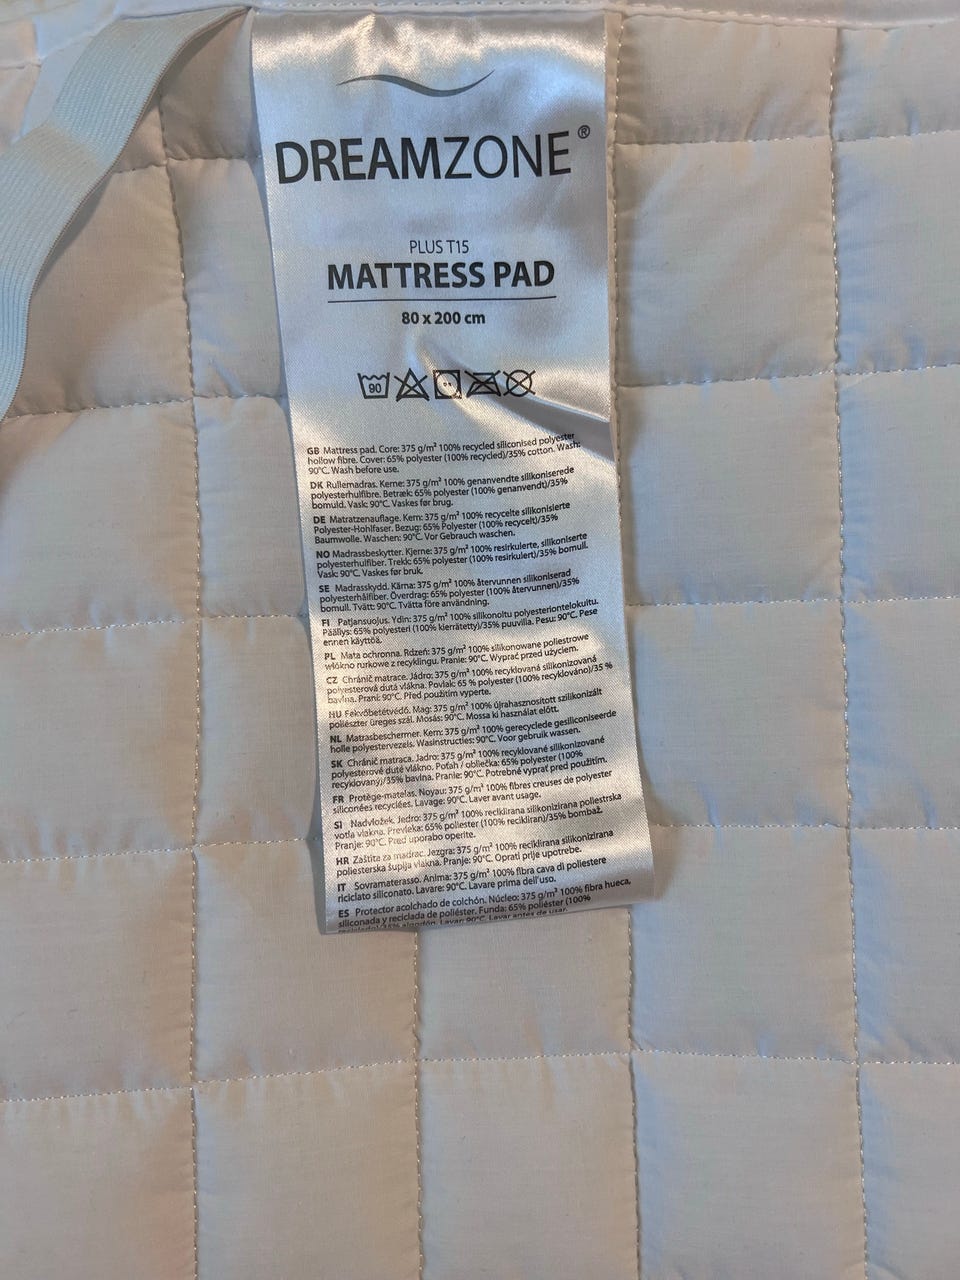 DREAMZONE®
PLUS T15
MATTRESS PAD
80 x 200 cm
90
GB Mattress pad. Core: 375 g/m² 100% recycled siliconised polyester
hollow fibre. Cover: 65% polyester (100% recycled)/35% cotton. Wash:
90°C. Wash before use.
DK Rullemadras. Kerne: 375 g/m² 100% genanvendte silikoniserede
polyesterhulfibre. Betræk: 65% polyester (100% genanvendt)/35%
bomuld. Vask: 90°C. Vaskes før brug.
DE Matratzenauflage. Kern: 375 g/m² 100% recycelte silikonisierte
Polyester-Hohlfaser. Bezug: 65% Polyester (100% recycelt)/35%
Baumwolle. Waschen: 90°C. Vor Gebrauch waschen.
NO Madrassbeskytter. Kjerne: 375 g/m² 100% resirkulerte, silikoniserte
polyesterhulfiber. Trekk: 65% polyester (100% resirkulert)/35% bomull.
Vask: 90°C. Vaskes før bruk.
SE Madrasskydd. Kärna: 375 g/m² 100% återvunnen silikoniserad
polyesterhålfiber. Överdrag: 65% polyester (100% återvunnen)/35%
bomull. Tvätt: 90°C. Tvätta före användning.
FI Patjansuojus. Ydin: 375 g/m² 100% silikonoitu polyesteriontelokuitu.
Päällys: 65% polyesteri (100% kierrätetty)/35% puuvilla. Pesu: 90°C. Pese
ennen käyttöä.
PL Mata ochronna. Rdzeń: 375 g/m² 100% silikonowane poliestrowe
włókno rurkowe z recyklingu. Pranie: 90°C. Wyprać przed użyciem.
CZ Chránič matrace. Jádro: 375 g/m² 100% recyklovaná silikonizovaná
polyesterová dutá vlákna. Povlak: 65 % polyester (100% recyklováno)/35 %
bavlna. Praní: 90°C. Před použitím vyperte.
HU Fekvőbetétvédő. Mag: 375 g/m² 100% újrahasznosított szilikonizált
poliészter üreges szál. Mosás: 90°C. Mossa ki használat előtt.
NL Matrasbeschermer. Kern: 375 g/m² 100% gerecyclede gesiliconiseerde
holle polyestervezels. Wasinstructies: 90°C. Voor gebruik wassen.
SK Chránič matraca. Jadro: 375 g/m² 100% recyklované silikonizované
polyesterové duté vlákno. Poťah / obliečka: 65% polyester (100%
recyklovaný)/35% bavlna. Pranie: 90°C. Potrebné vyprať pred použitím.
FR Protège-matelas. Noyau: 375 g/m² 100% fibres creuses de polyester
siliconées recyclées. Lavage: 90°C. Laver avant usage.
SI Nadvložek. Jedro: 375 g/m² 100% reciklirana silikonizirana poliestrska
votla vlakna. Prevleka: 65% poliester (100% recikliran)/35% bombaž.
Pranje: 90°C. Pred uporabo operite.
HR Zaštita za madrac. Jezgra: 375 g/m² 100% reciklirana silikonizirana
poliesterska šuplja vlakna. Pranje: 90°C. Oprati prije upotrebe.
IT Sovramaterasso. Anima: 375 g/m² 100% fibra cava di poliestere
riciclato siliconato. Lavare: 90°C. Lavare prima dell'uso.
ES Protector acolchado de colchón. Núcleo: 375 g/m² 100% fibra hueca,
siliconada y reciclada de poliéster. Funda: 65% poliéster (100%
reciclado)/35% algodón. Lavar: 90°C. Lavar antes de usar.